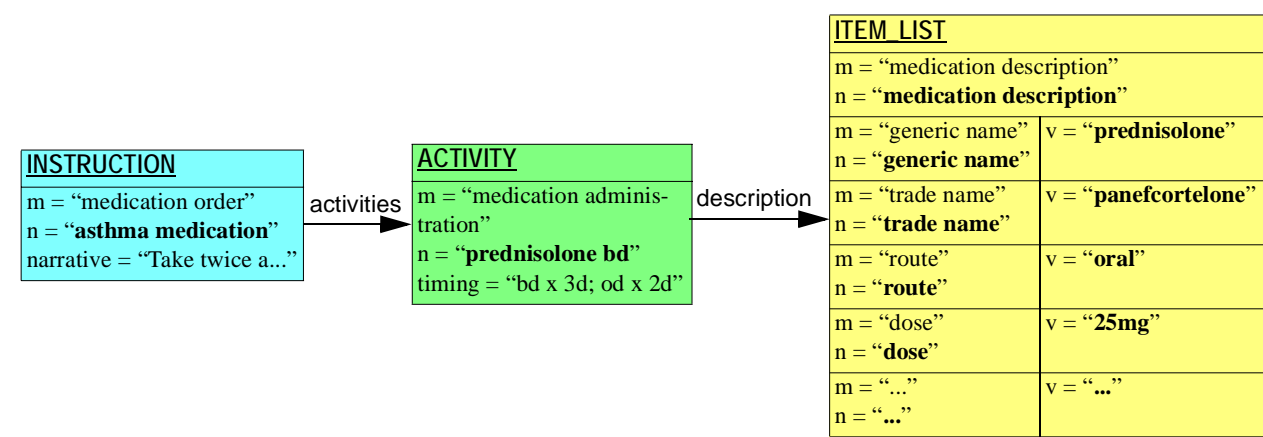 INSTRUCTION
m = “medication order”
n = “asthma medication”
narrative = “Take twice a...”
activities
ACTIVITY
m = “medication adminis-
tration”
n = “prednisolone bd”
timing = “bd x 3d; od x 2d”
description
ITEM_LIST
m = “medication description”
n = “medication description”
m = “generic name” v = “prednisolone”
n = “generic name”
m = “trade name” v = “panefcortelone”
n = “trade name”
m = “route” v = “oral”
n = “route”
m = “dose” v = “25mg”
n = “dose”
m = “...” v = “...”
n = “...”